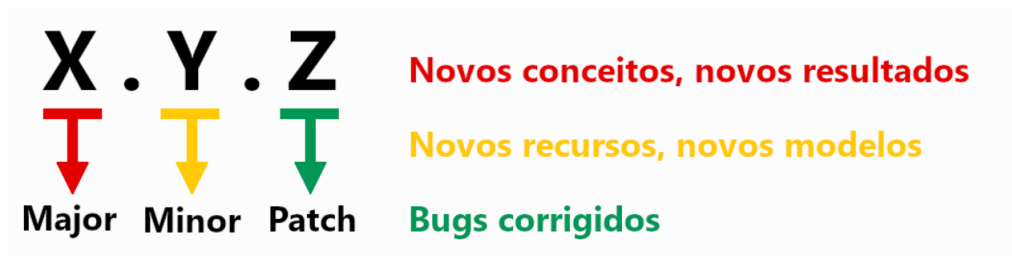 X . Y . Z
Major Minor Patch
Novos conceitos, novos resultados
Novos recursos, novos modelos
Bugs corrigidos